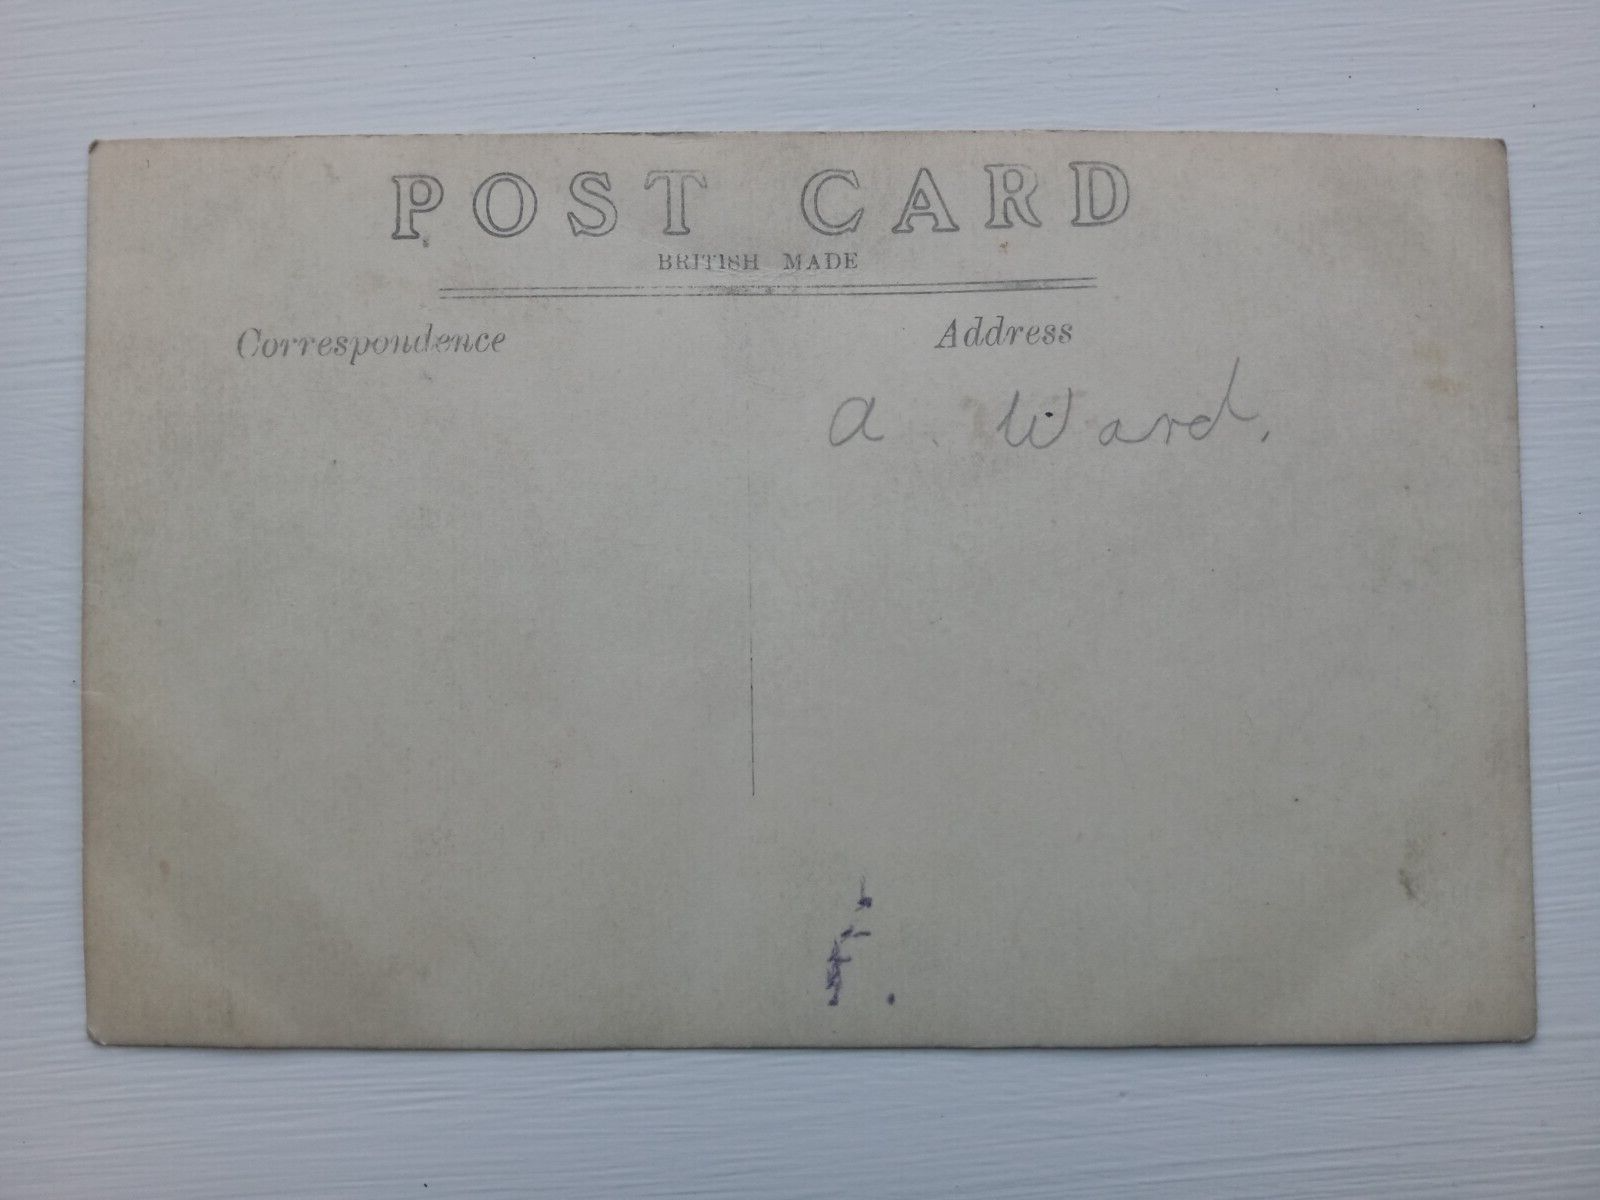 POST CARD
BRITISH MADE
Correspondence
Address
a. Ward.
F.